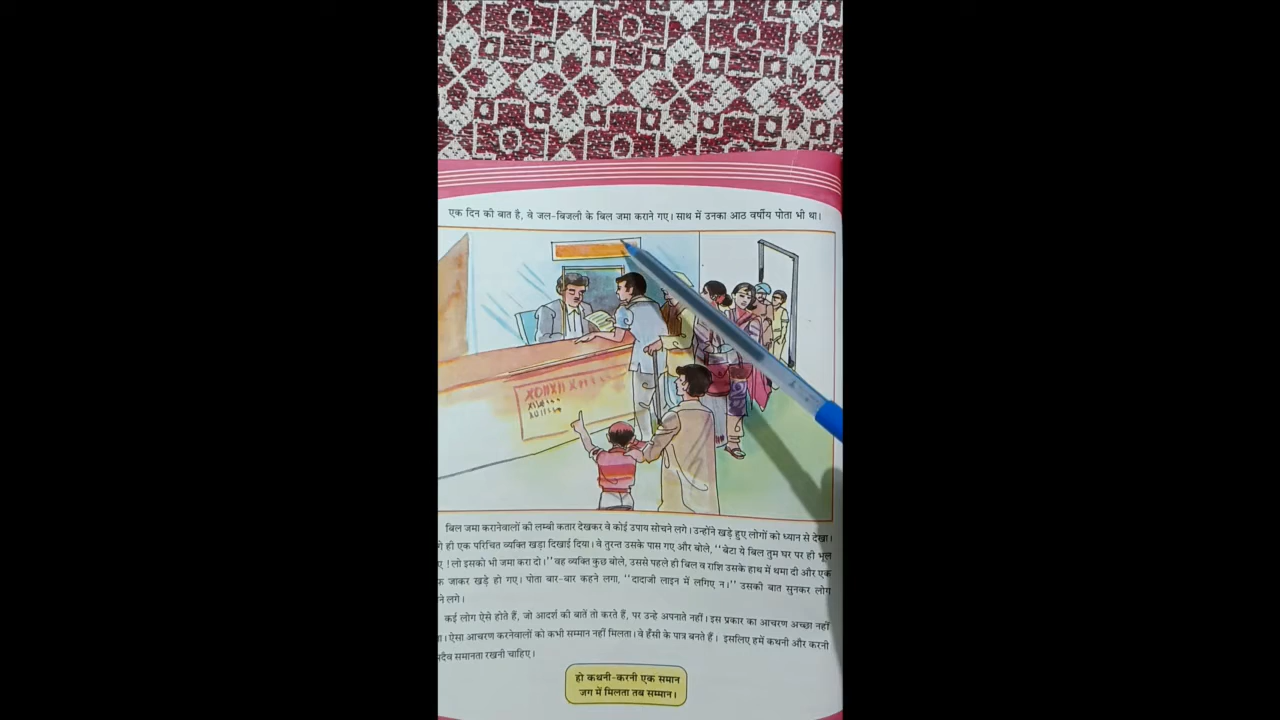 एक दिन की बात है, वे जल-बिजली के बिल जमा कराने गए। साथ में उनका आठ वर्षीय पोता भी था।
बिल जमा करानेवालों की लम्बी कतार देखकर वे कोई उपाय सोचने लगे। उन्होंने खड़े हुए लोगों को ध्यान से देखा।
ही एक परिचित व्यक्ति खड़ा दिखाई दिया। वे तुरन्त उसके पास गए और बोले, "बेटा ये बिल तुम घर पर ही भूल
! लो इसको भी जमा करा दो।" वह व्यक्ति कुछ बोले, उससे पहले ही बिल व राशि उसके हाथ में थमा दी और एक
जाकर खड़े हो गए। पोता बार-बार कहने लगा, "दादाजी लाइन में लगिए न।" उसकी बात सुनकर लोग
लगे।
कई लोग ऐसे होते हैं, जो आदर्श की बातें तो करते हैं, पर उन्हे अपनाते नहीं। इस प्रकार का आचरण अच्छा नहीं
। ऐसा आचरण करनेवालों को कभी सम्मान नहीं मिलता। वे हँसी के पात्र बनते हैं। इसलिए हमें कथनी और करनी
समानता रखनी चाहिए।
हो कथनी-करनी एक समान
जग में मिलता तब सम्मान।